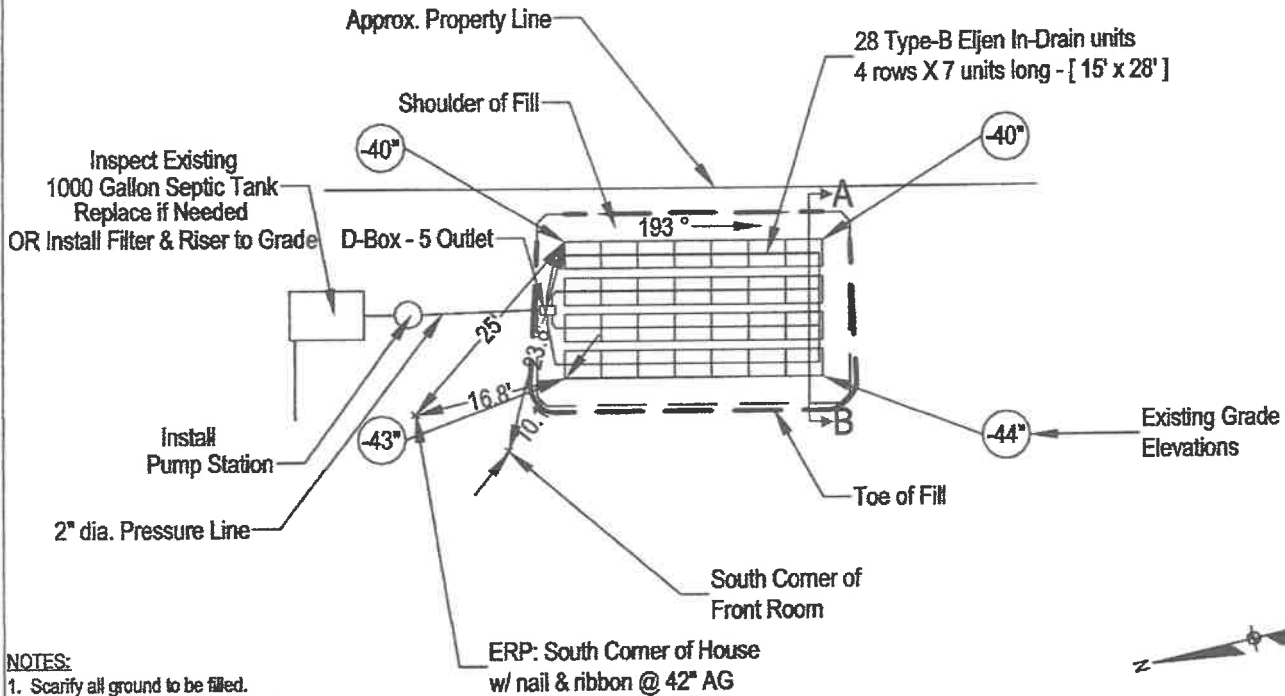 Approx. Property Line
28 Type-B Eljen In-Drain units
4 rows X 7 units long - [ 15' x 28' ]
Shoulder of Fill
-40"
-40"
Inspect Existing
1000 Gallon Septic Tank
Replace if Needed
OR Install Filter & Riser to Grade
D-Box - 5 Outlet
193 °
A
25'
23.8'
16.8'
10.
-43"
B
-44"
Existing Grade
Elevations
Install
Pump Station
Toe of Fill
2" dia. Pressure Line
South Corner of
Front Room
ERP: South Corner of House
w/ nail & ribbon @ 42" AG
N
NOTES:
1. Scarify all ground to be filled.